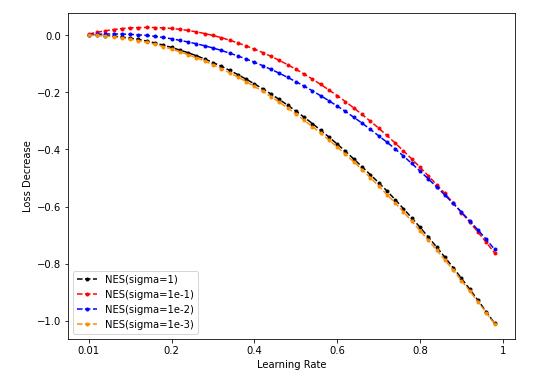 0.0
−0.2
−0.4
−0.6
−0.8
−1.0
Loss Decrease
NES(sigma=1)
NES(sigma=1e-1)
NES(sigma=1e-2)
NES(sigma=1e-3)
0.01 0.2 0.4 0.6 0.8 1
Learning Rate